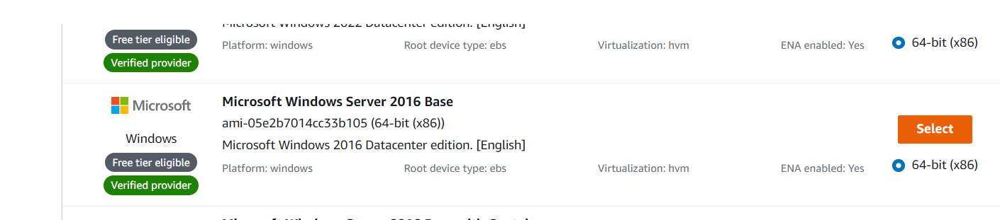 Microsoft Windows 2022 Datacenter edition. [English]
Free tier eligible
Verified provider
Platform: windows
Root device type: ebs
Virtualization: hvm
ENA enabled: Yes
64-bit (x86)
Microsoft
Windows
Free tier eligible
Verified provider
Microsoft Windows Server 2016 Base
ami-05e2b7014cc33b105 (64-bit (x86))
Microsoft Windows 2016 Datacenter edition. [English]
Platform: windows
Root device type: ebs
Virtualization: hvm
ENA enabled: Yes
Select
64-bit (x86)